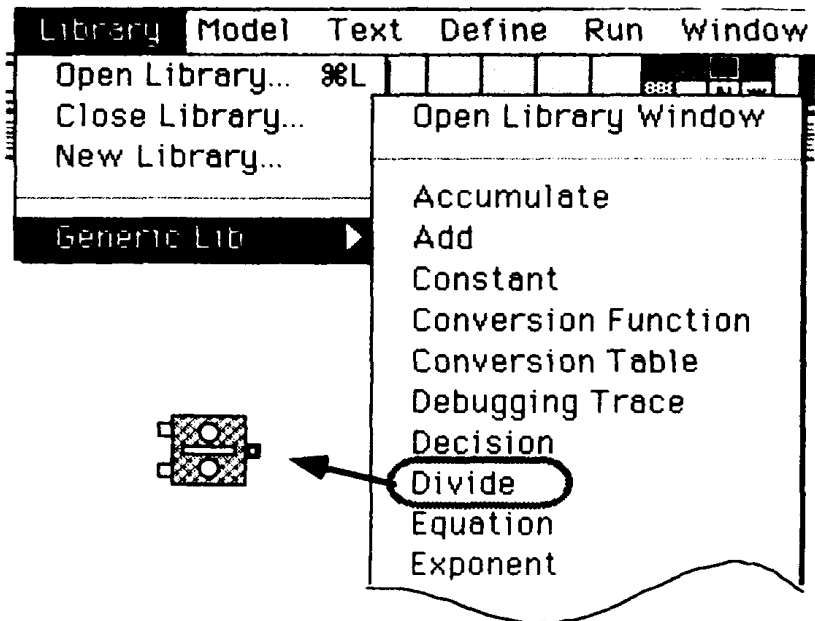 Library Model Text Define Run Window
Open Library... ⌘L
Close Library...
New Library...
Generic Lib
Open Library Window
Accumulate
Add
Constant
Conversion Function
Conversion Table
Debugging Trace
Decision
Divide
Equation
Exponent